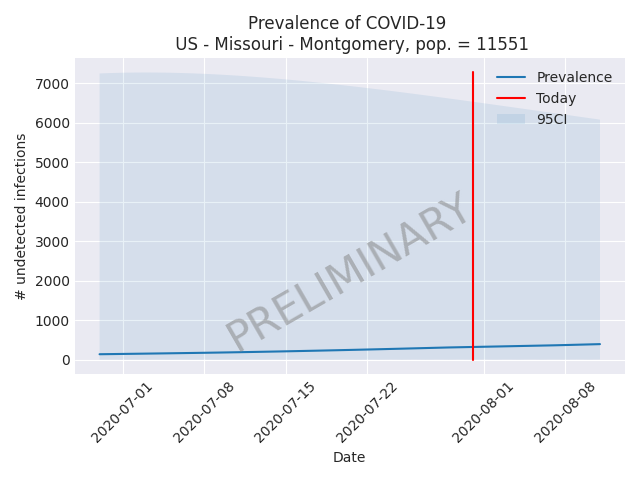 Prevalence of COVID-19
US - Missouri - Montgomery, pop. = 11551
Prevalence
Today
95CI
# undetected infections
7000
6000
5000
4000
3000
2000
1000
0
PRELIMINARY
2020-07-01
2020-07-08
2020-07-15
2020-07-22
2020-08-01
2020-08-08
Date